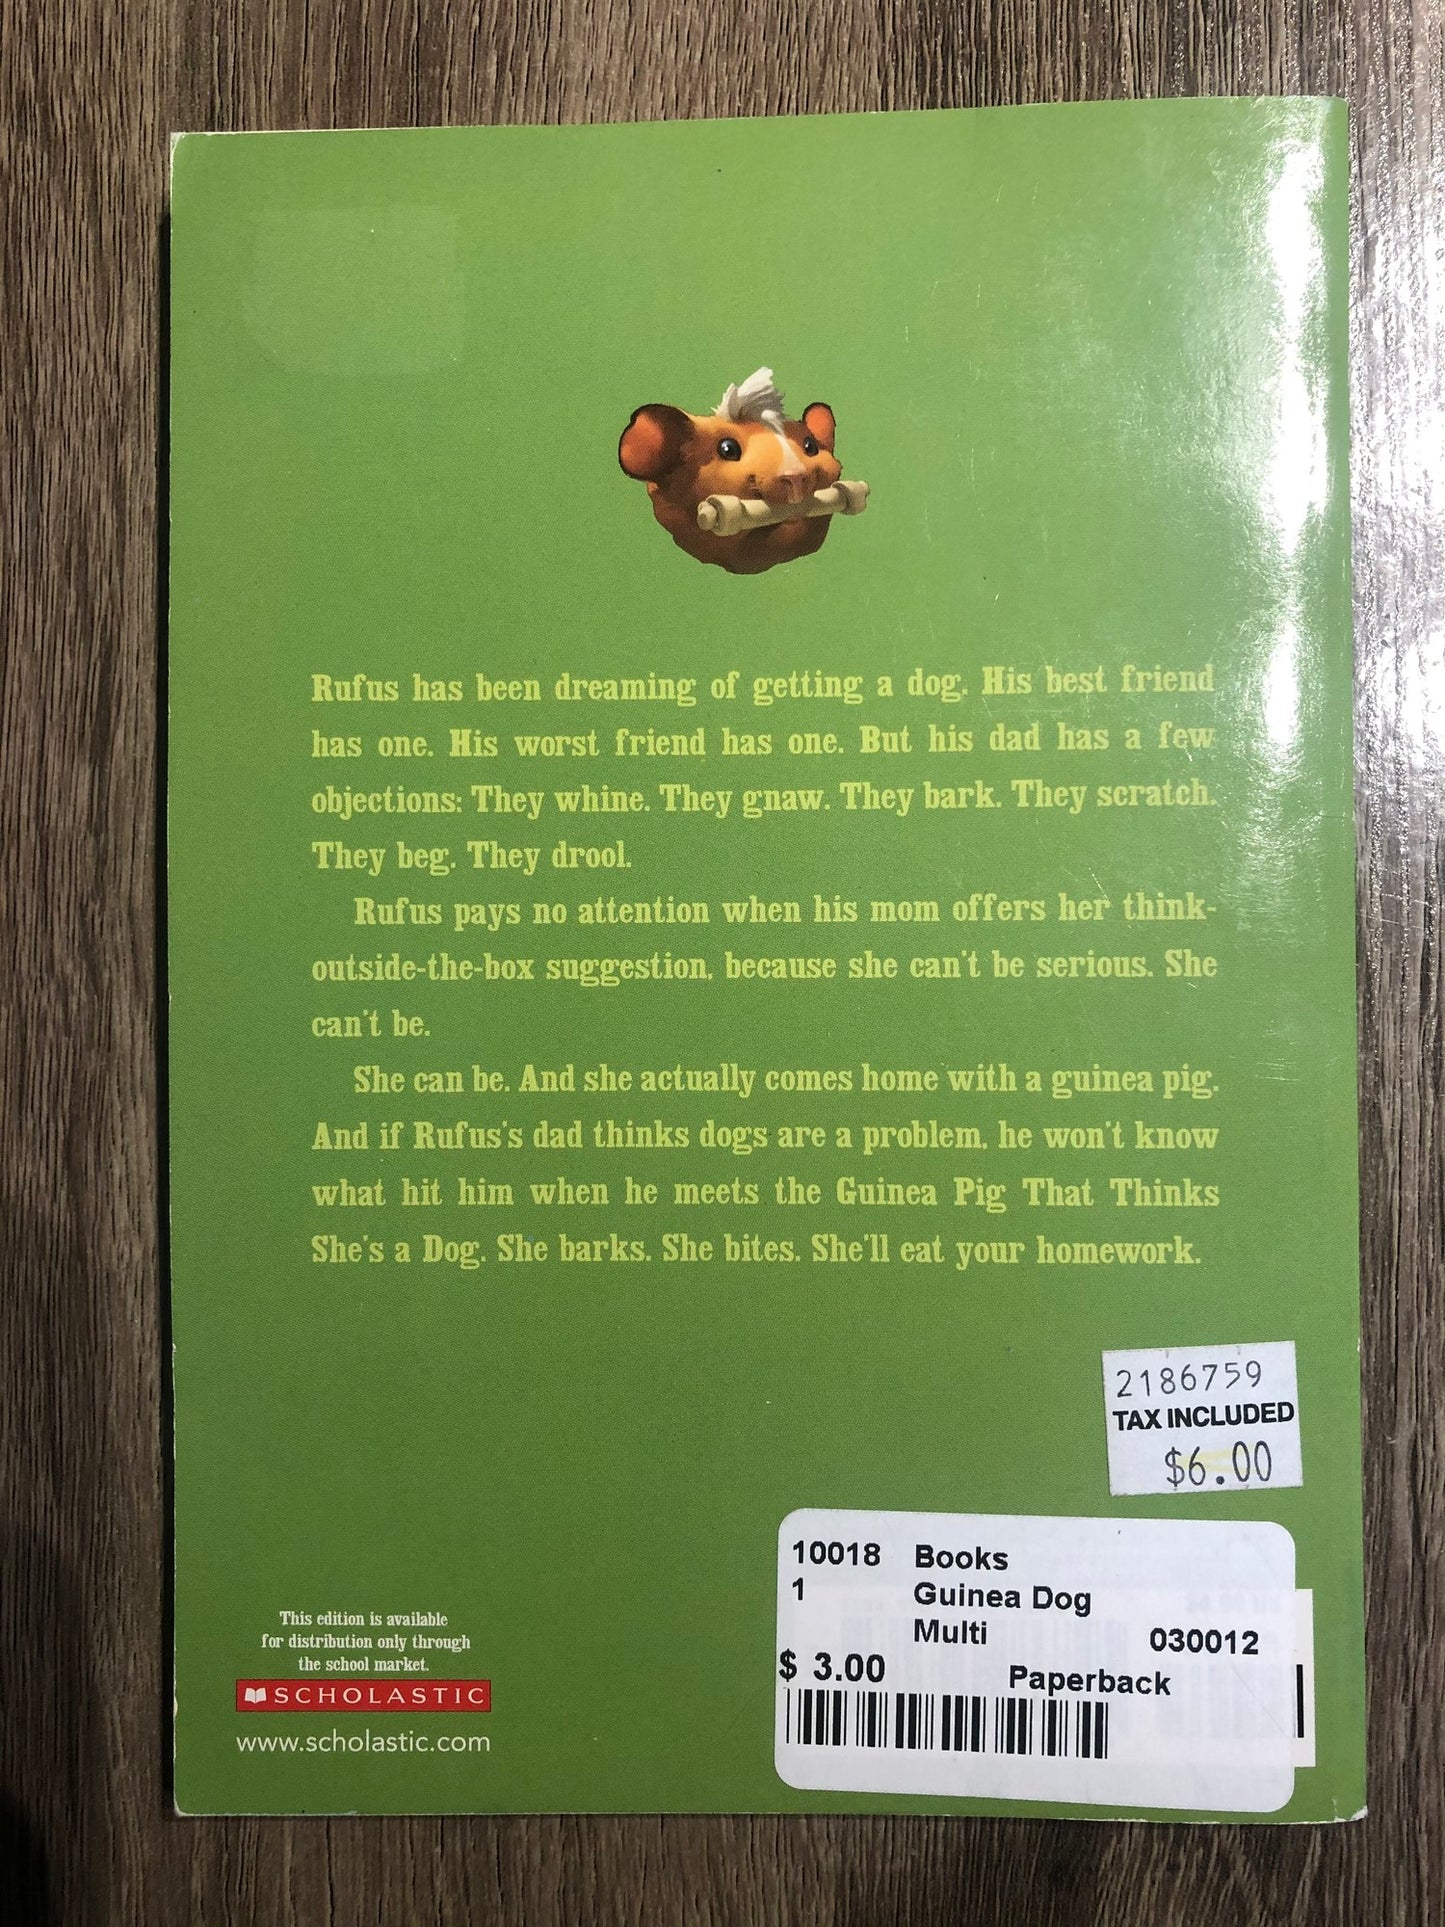 Rufus has been dreaming of getting a dog. His best friend
has one. His worst friend has one. But his dad has a few
objections: They whine. They gnaw. They bark. They scratch.
They beg. They drool.
Rufus pays no attention when his mom offers her think-
outside-the-box suggestion, because she can't be serious. She
can't be.
She can be. And she actually comes home with a guinea pig.
And if Rufus's dad thinks dogs are a problem, he won't know
what hit him when he meets the Guinea Pig That Thinks
She's a Dog. She barks. She bites. She'll eat your homework.
2186759
TAX INCLUDED
$6.00
10018 Books
1 Guinea Dog
Multi 030012
$ 3.00 Paperback
This edition is available
for distribution only through
the school market.
SCHOLASTIC
www.scholastic.com